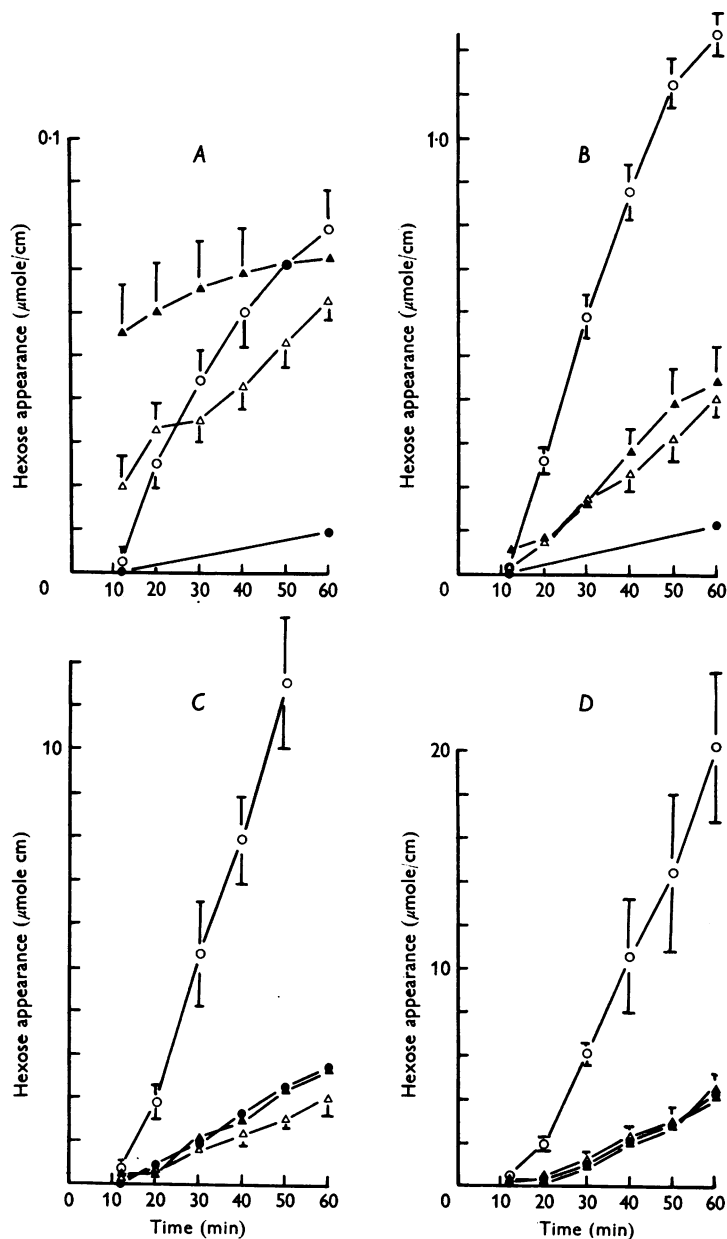 A
Hexose appearance (μmole/cm)
0·1
0
10 20 30 40 50 60
B
Hexose appearance (μmole/cm)
1·0
0
10 20 30 40 50 60
C
Hexose appearance (μmole cm)
10
0 10 20 30 40 50 60
Time (min)
D
Hexose appearance (μmole/cm)
20
10
0 10 20 30 40 50 60
Time (min)